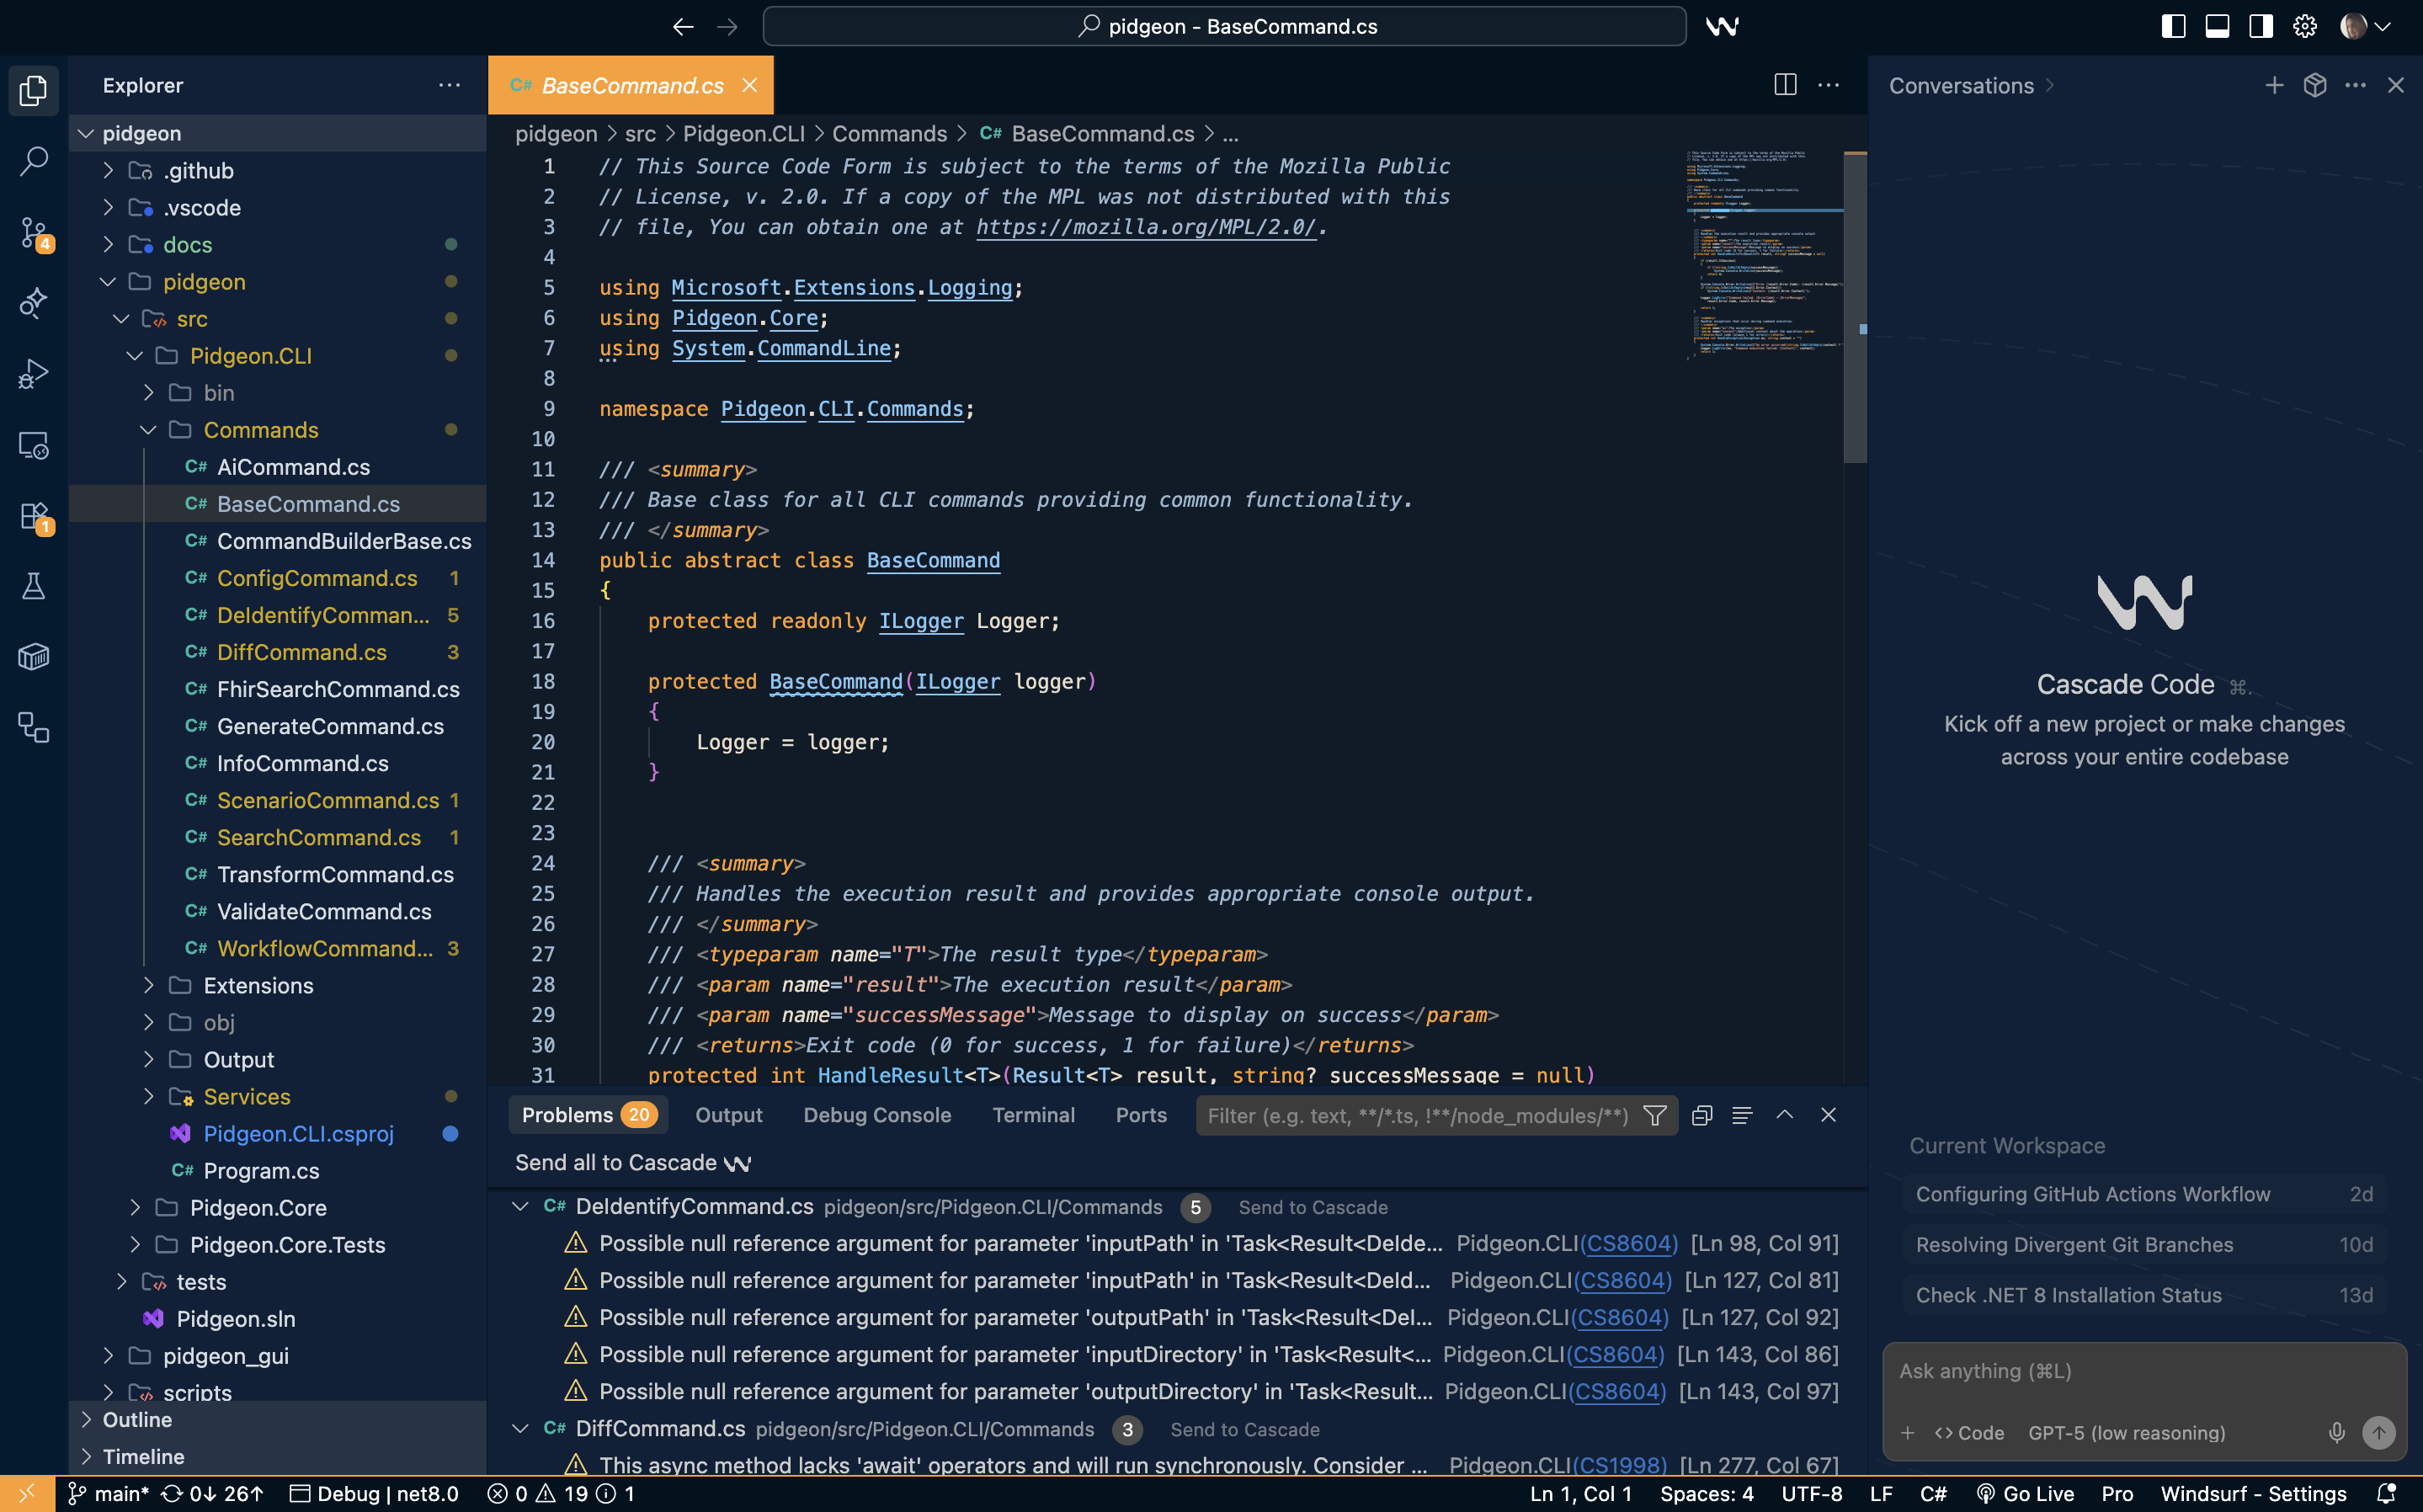 pidgeon - BaseCommand.cs
Explorer
pidgeon
.github
.vscode
docs
pidgeon
src
Pidgeon.CLI
bin
Commands
C# AiCommand.cs
C# BaseCommand.cs
C# CommandBuilderBase.cs
C# ConfigCommand.cs 1
C# DeIdentifyComman... 5
C# DiffCommand.cs 3
C# FhirSearchCommand.cs
C# GenerateCommand.cs
C# InfoCommand.cs
C# ScenarioCommand.cs 1
C# SearchCommand.cs 1
C# TransformCommand.cs
C# ValidateCommand.cs
C# WorkflowCommand... 3
Extensions
obj
Output
Services
Pidgeon.CLI.csproj
C# Program.cs
Pidgeon.Core
Pidgeon.Core.Tests
tests
Pidgeon.sln
pidgeon_gui
scripts
Outline
Timeline
4
1
C# BaseCommand.cs
pidgeon > src > Pidgeon.CLI > Commands > C# BaseCommand.cs > ...
1 // This Source Code Form is subject to the terms of the Mozilla Public
2 // License, v. 2.0. If a copy of the MPL was not distributed with this
3 // file, You can obtain one at https://mozilla.org/MPL/2.0/.
4
5 using Microsoft.Extensions.Logging;
6 using Pidgeon.Core;
7 using System.CommandLine;
8
9 namespace Pidgeon.CLI.Commands;
10
11 /// <summary>
12 /// Base class for all CLI commands providing common functionality.
13 /// </summary>
14 public abstract class BaseCommand
15 {
16 protected readonly ILogger Logger;
17
18 protected BaseCommand(ILogger logger)
19 {
20 Logger = logger;
21 }
22
23
24 /// <summary>
25 /// Handles the execution result and provides appropriate console output.
26 /// </summary>
27 /// <typeparam name="T">The result type</typeparam>
28 /// <param name="result">The execution result</param>
29 /// <param name="successMessage">Message to display on success</param>
30 /// <returns>Exit code (0 for success, 1 for failure)</returns>
31 protected int HandleResult<T>(Result<T> result, string? successMessage = null)
Problems 20 Output Debug Console Terminal Ports Filter (e.g. text, **/*.ts, !**/node_modules/**)
Send all to Cascade
C# DeIdentifyCommand.cs pidgeon/src/Pidgeon.CLI/Commands 5 Send to Cascade
Possible null reference argument for parameter 'inputPath' in 'Task<Result<DeIde... Pidgeon.CLI(CS8604) [Ln 98, Col 91]
Possible null reference argument for parameter 'inputPath' in 'Task<Result<DeId... Pidgeon.CLI(CS8604) [Ln 127, Col 81]
Possible null reference argument for parameter 'outputPath' in 'Task<Result<DeI... Pidgeon.CLI(CS8604) [Ln 127, Col 92]
Possible null reference argument for parameter 'inputDirectory' in 'Task<Result<... Pidgeon.CLI(CS8604) [Ln 143, Col 86]
Possible null reference argument for parameter 'outputDirectory' in 'Task<Result... Pidgeon.CLI(CS8604) [Ln 143, Col 97]
C# DiffCommand.cs pidgeon/src/Pidgeon.CLI/Commands 3 Send to Cascade
This async method lacks 'await' operators and will run synchronously. Consider ... Pidgeon.CLI(CS1998) [Ln 277, Col 67]
Conversations
Cascade Code ⌘.
Kick off a new project or make changes
across your entire codebase
Current Workspace
Configuring GitHub Actions Workflow 2d
Resolving Divergent Git Branches 10d
Check .NET 8 Installation Status 13d
Ask anything (⌘L)
+ <> Code GPT-5 (low reasoning)
main* 0↓ 26↑ Debug | net8.0 0 19 1 Ln 1, Col 1 Spaces: 4 UTF-8 LF C# Go Live Pro Windsurf - Settings